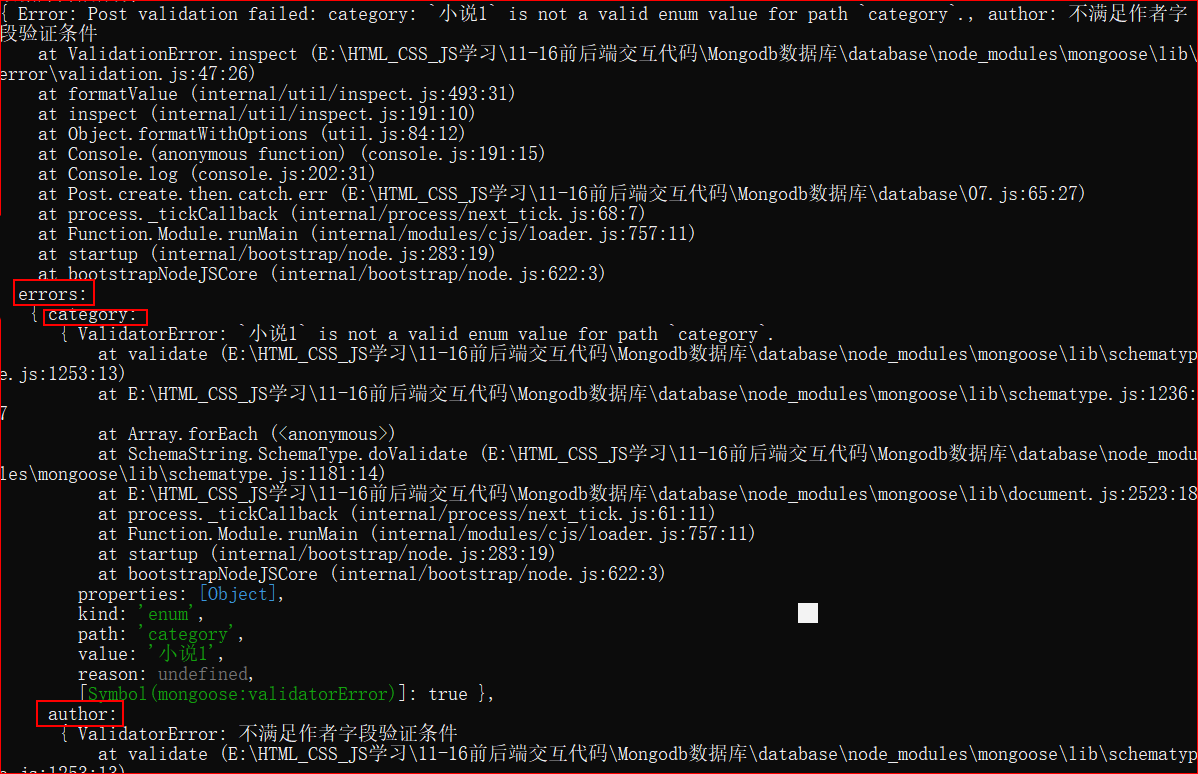 { Error: Post validation failed: category: `小说1` is not a valid enum value for path `category`., author: 不满足作者字
段验证条件
    at ValidationError.inspect (E:\HTML_CSS_JS学习\11-16前后端交互代码\Mongodb数据库\database\node_modules\mongoose\lib\
error\validation.js:47:26)
    at formatValue (internal/util/inspect.js:493:31)
    at inspect (internal/util/inspect.js:191:10)
    at Object.formatWithOptions (util.js:84:12)
    at Console.(anonymous function) (console.js:191:15)
    at Console.log (console.js:202:31)
    at Post.create.then.catch.err (E:\HTML_CSS_JS学习\11-16前后端交互代码\Mongodb数据库\database\07.js:65:27)
    at process._tickCallback (internal/process/next_tick.js:68:7)
    at Function.Module.runMain (internal/modules/cjs/loader.js:757:11)
    at startup (internal/bootstrap/node.js:283:19)
    at bootstrapNodeJSCore (internal/bootstrap/node.js:622:3)
  errors:
   { category:
      { ValidatorError: `小说1` is not a valid enum value for path `category`.
          at validate (E:\HTML_CSS_JS学习\11-16前后端交互代码\Mongodb数据库\database\node_modules\mongoose\lib\schematyp
e.js:1253:13)
          at E:\HTML_CSS_JS学习\11-16前后端交互代码\Mongodb数据库\database\node_modules\mongoose\lib\schematype.js:1236:
7
          at Array.forEach (<anonymous>)
          at SchemaString.SchemaType.doValidate (E:\HTML_CSS_JS学习\11-16前后端交互代码\Mongodb数据库\database\node_modu
les\mongoose\lib\schematype.js:1181:14)
          at E:\HTML_CSS_JS学习\11-16前后端交互代码\Mongodb数据库\database\node_modules\mongoose\lib\document.js:2523:18
          at process._tickCallback (internal/process/next_tick.js:61:11)
          at Function.Module.runMain (internal/modules/cjs/loader.js:757:11)
          at startup (internal/bootstrap/node.js:283:19)
          at bootstrapNodeJSCore (internal/bootstrap/node.js:622:3)
        properties: [Object],
        kind: 'enum',
        path: 'category',
        value: '小说1',
        reason: undefined,
        [Symbol(mongoose:validatorError)]: true },
     author:
      { ValidatorError: 不满足作者字段验证条件
          at validate (E:\HTML_CSS_JS学习\11-16前后端交互代码\Mongodb数据库\database\node_modules\mongoose\lib\schematyp
e.js:1253:13)